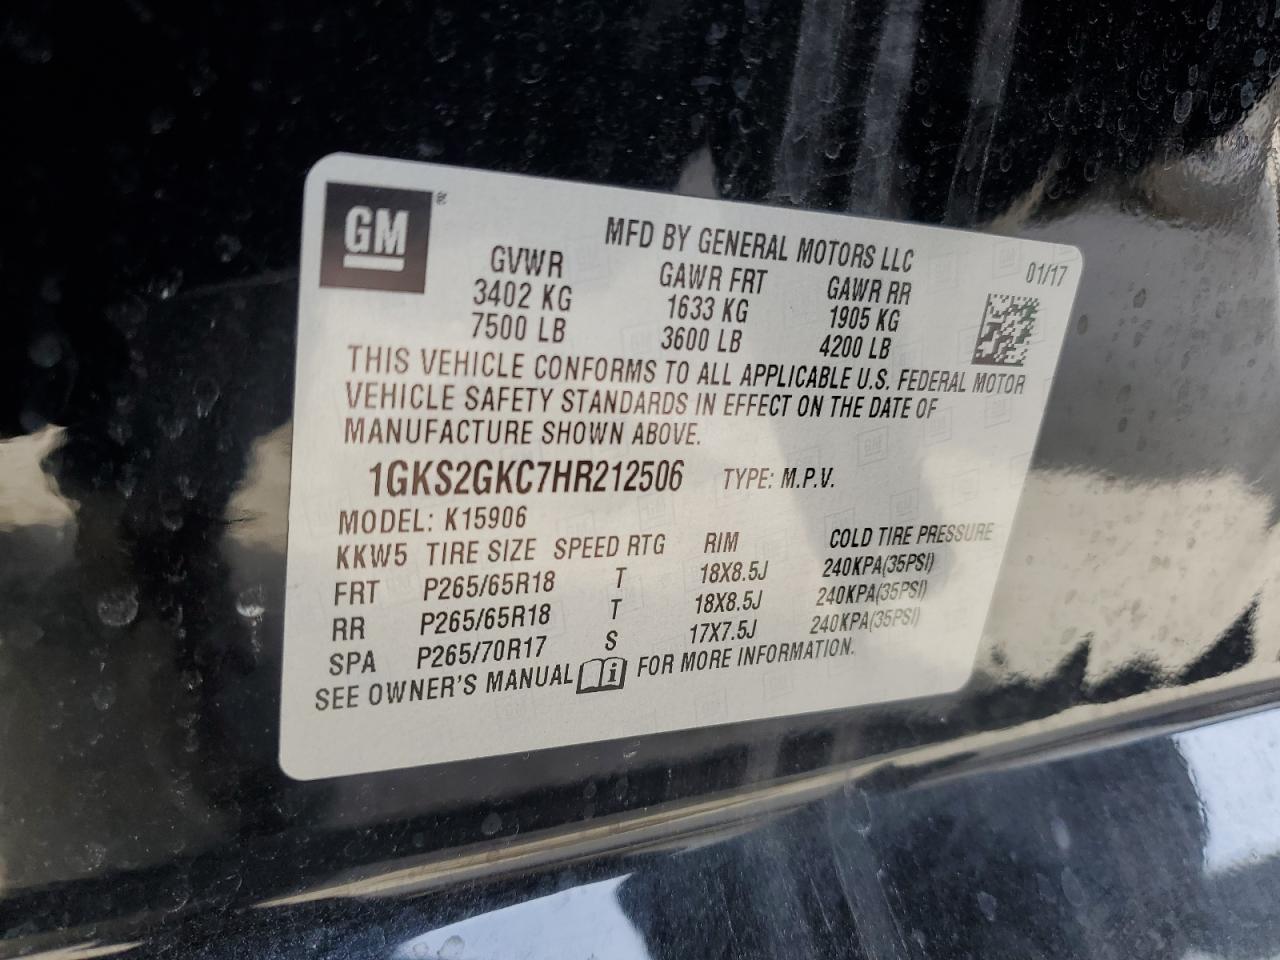 GM ®
MFD BY GENERAL MOTORS LLC
01/17
GVWR GAWR FRT GAWR RR
3402 KG 1633 KG 1905 KG
7500 LB 3600 LB 4200 LB
THIS VEHICLE CONFORMS TO ALL APPLICABLE U.S. FEDERAL MOTOR
VEHICLE SAFETY STANDARDS IN EFFECT ON THE DATE OF
MANUFACTURE SHOWN ABOVE.
1GKS2GKC7HR212506 TYPE: M.P.V.
MODEL: K15906
KKW5 TIRE SIZE SPEED RTG RIM COLD TIRE PRESSURE
FRT P265/65R18 T 18X8.5J 240KPA(35PSI)
RR P265/65R18 T 18X8.5J 240KPA(35PSI)
SPA P265/70R17 S 17X7.5J 240KPA(35PSI)
SEE OWNER'S MANUAL i FOR MORE INFORMATION.